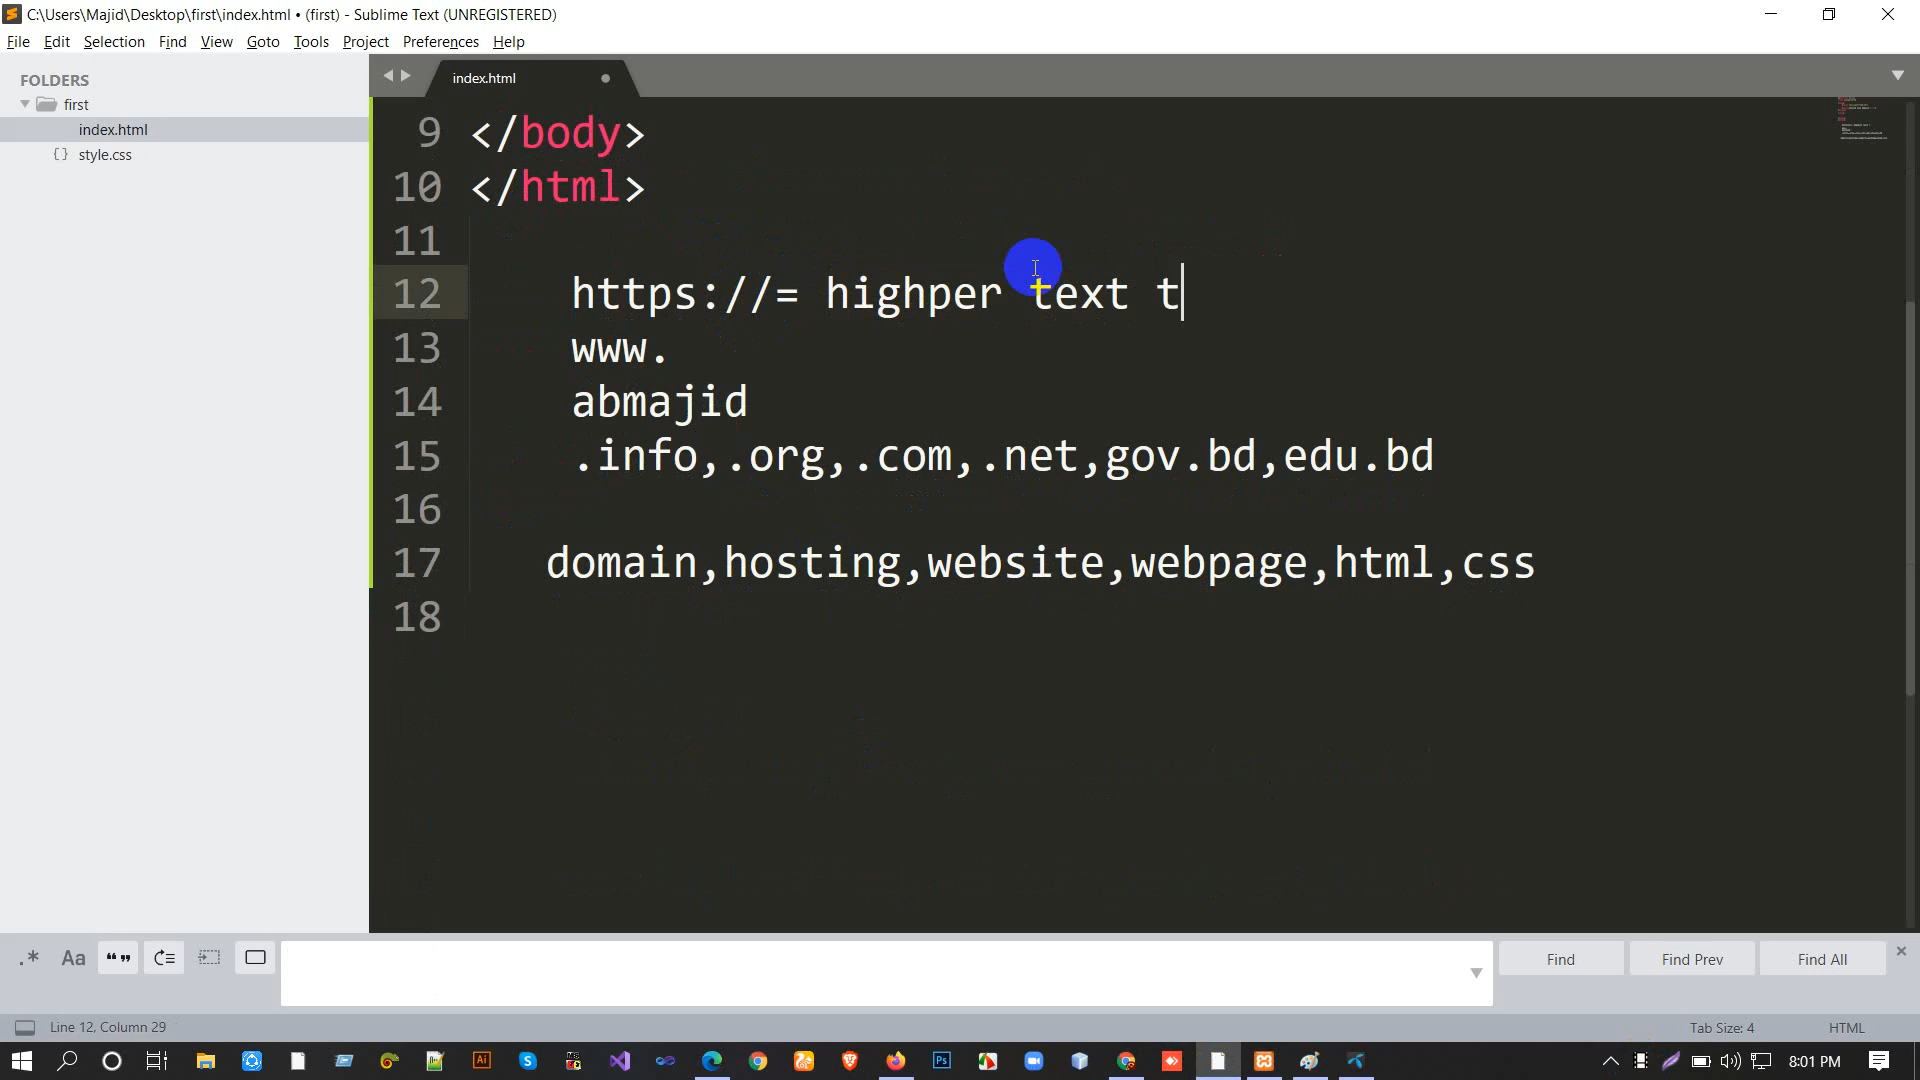 C:\Users\Majid\Desktop\first\index.html • (first) - Sublime Text (UNREGISTERED)
File Edit Selection Find View Goto Tools Project Preferences Help
FOLDERS
first
index.html
{} style.css
index.html
9 </body>
10 </html>
11
12 https://= highper text t
13 www.
14 abmajid
15 .info,.org,.com,.net,gov.bd,edu.bd
16
17 domain,hosting,website,webpage,html,css
18
.* Aa “” Find Find Prev Find All
Line 12, Column 29 Tab Size: 4 HTML
Ai S Ps 8:01 PM